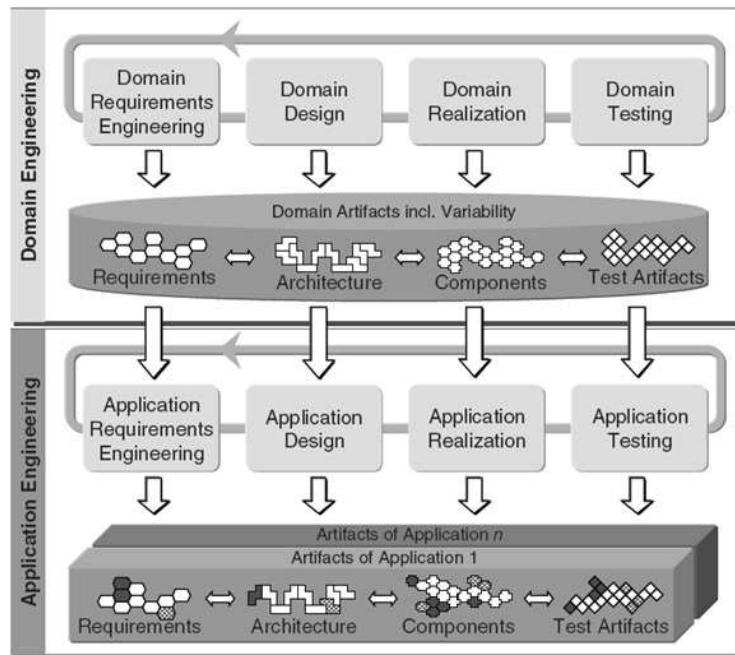 Domain Engineering
Domain
Requirements
Engineering
Domain
Design
Domain
Realization
Domain
Testing
Domain Artifacts incl. Variability
Requirements
Architecture
Components
Test Artifacts
Application Engineering
Application
Requirements
Engineering
Application
Design
Application
Realization
Application
Testing
Artifacts of Application n
Artifacts of Application 1
Requirements
Architecture
Components
Test Artifacts